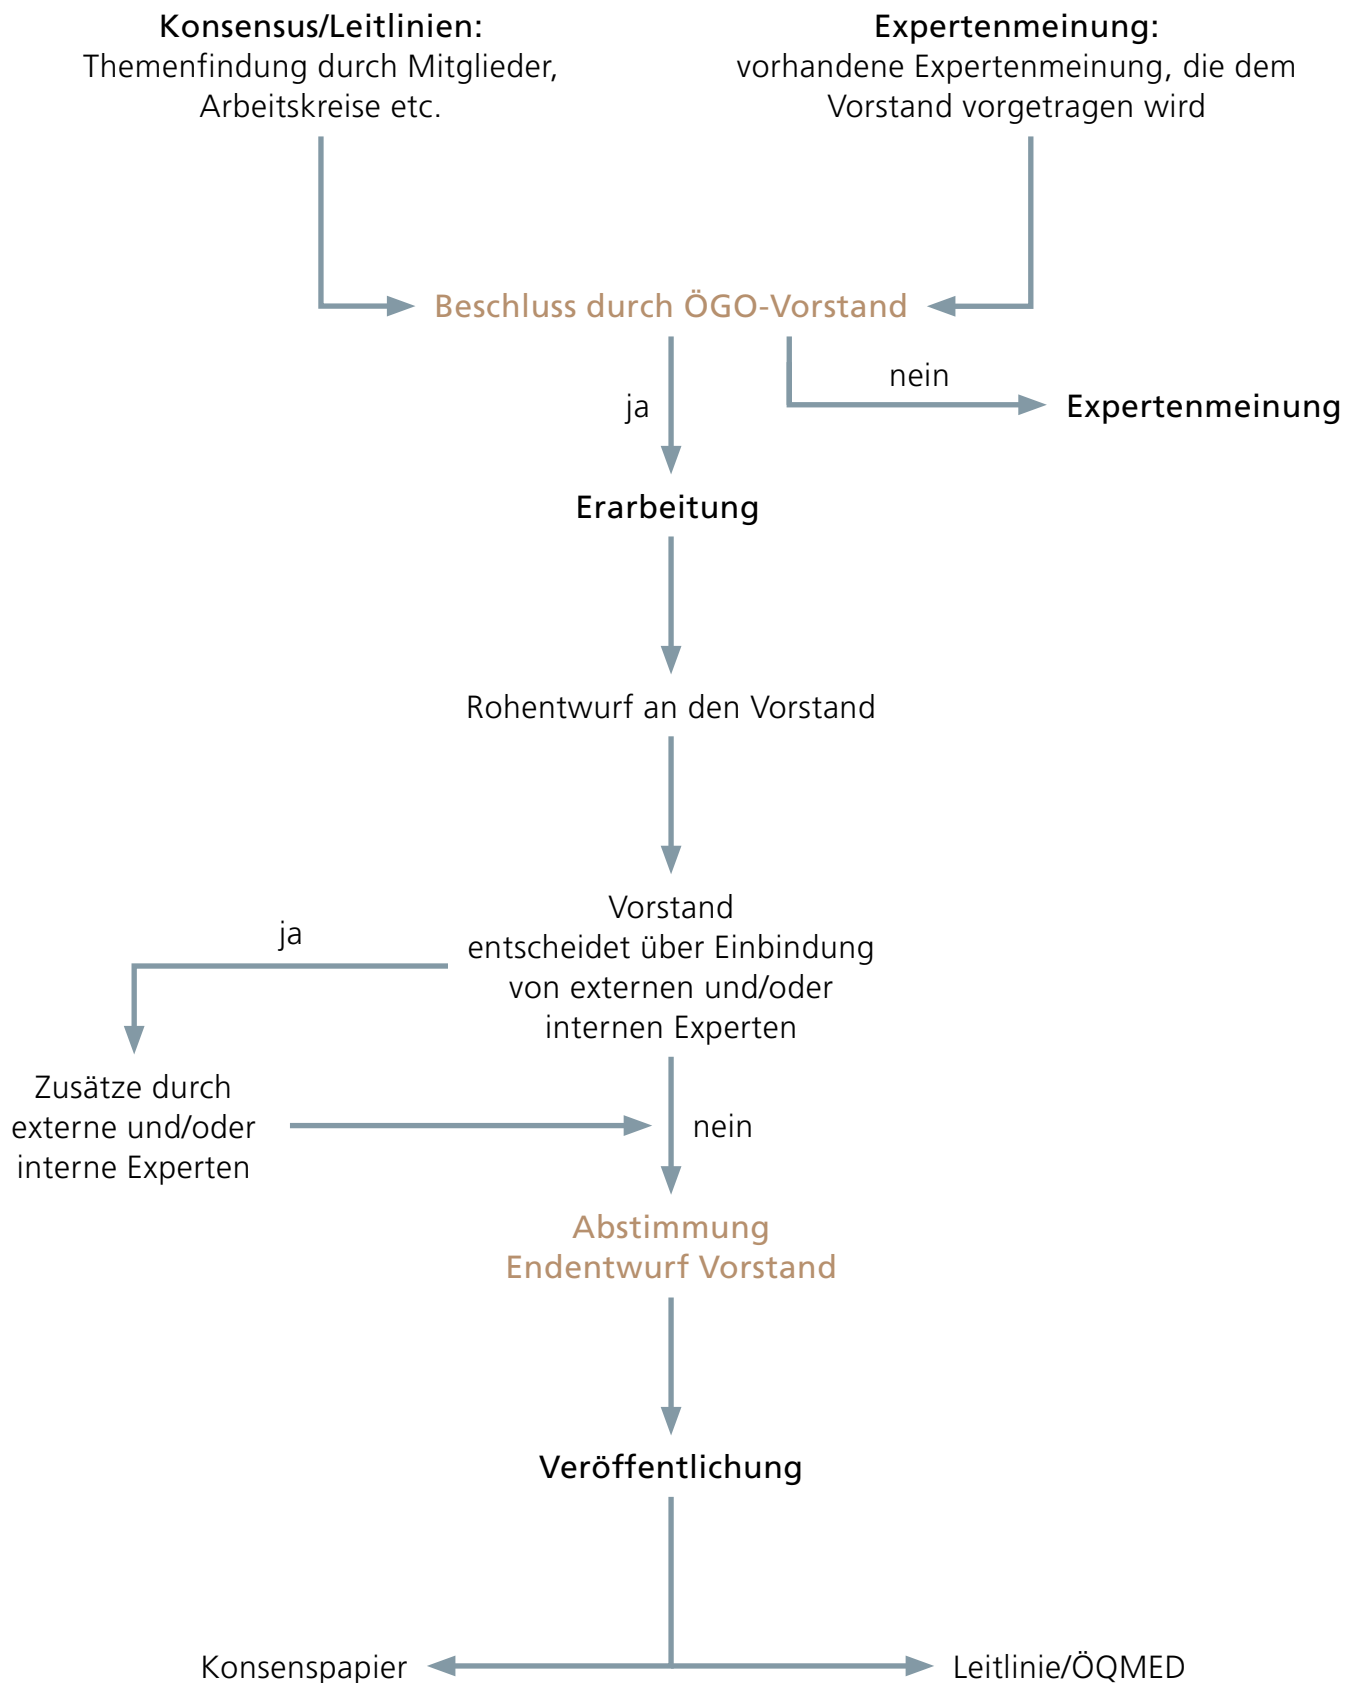 Konsensus/Leitlinien:
Themenfindung durch Mitglieder,
Arbeitskreise etc.
Expertenmeinung:
vorhandene Expertenmeinung, die dem
Vorstand vorgetragen wird
Beschluss durch ÖGO-Vorstand
nein
ja
Expertenmeinung
Erarbeitung
Rohentwurf an den Vorstand
Vorstand
entscheidet über Einbindung
von externen und/oder
internen Experten
ja
Zusätze durch
externe und/oder
interne Experten
nein
Abstimmung
Endentwurf Vorstand
Veröffentlichung
Konsenspapier
Leitlinie/ÖQMED